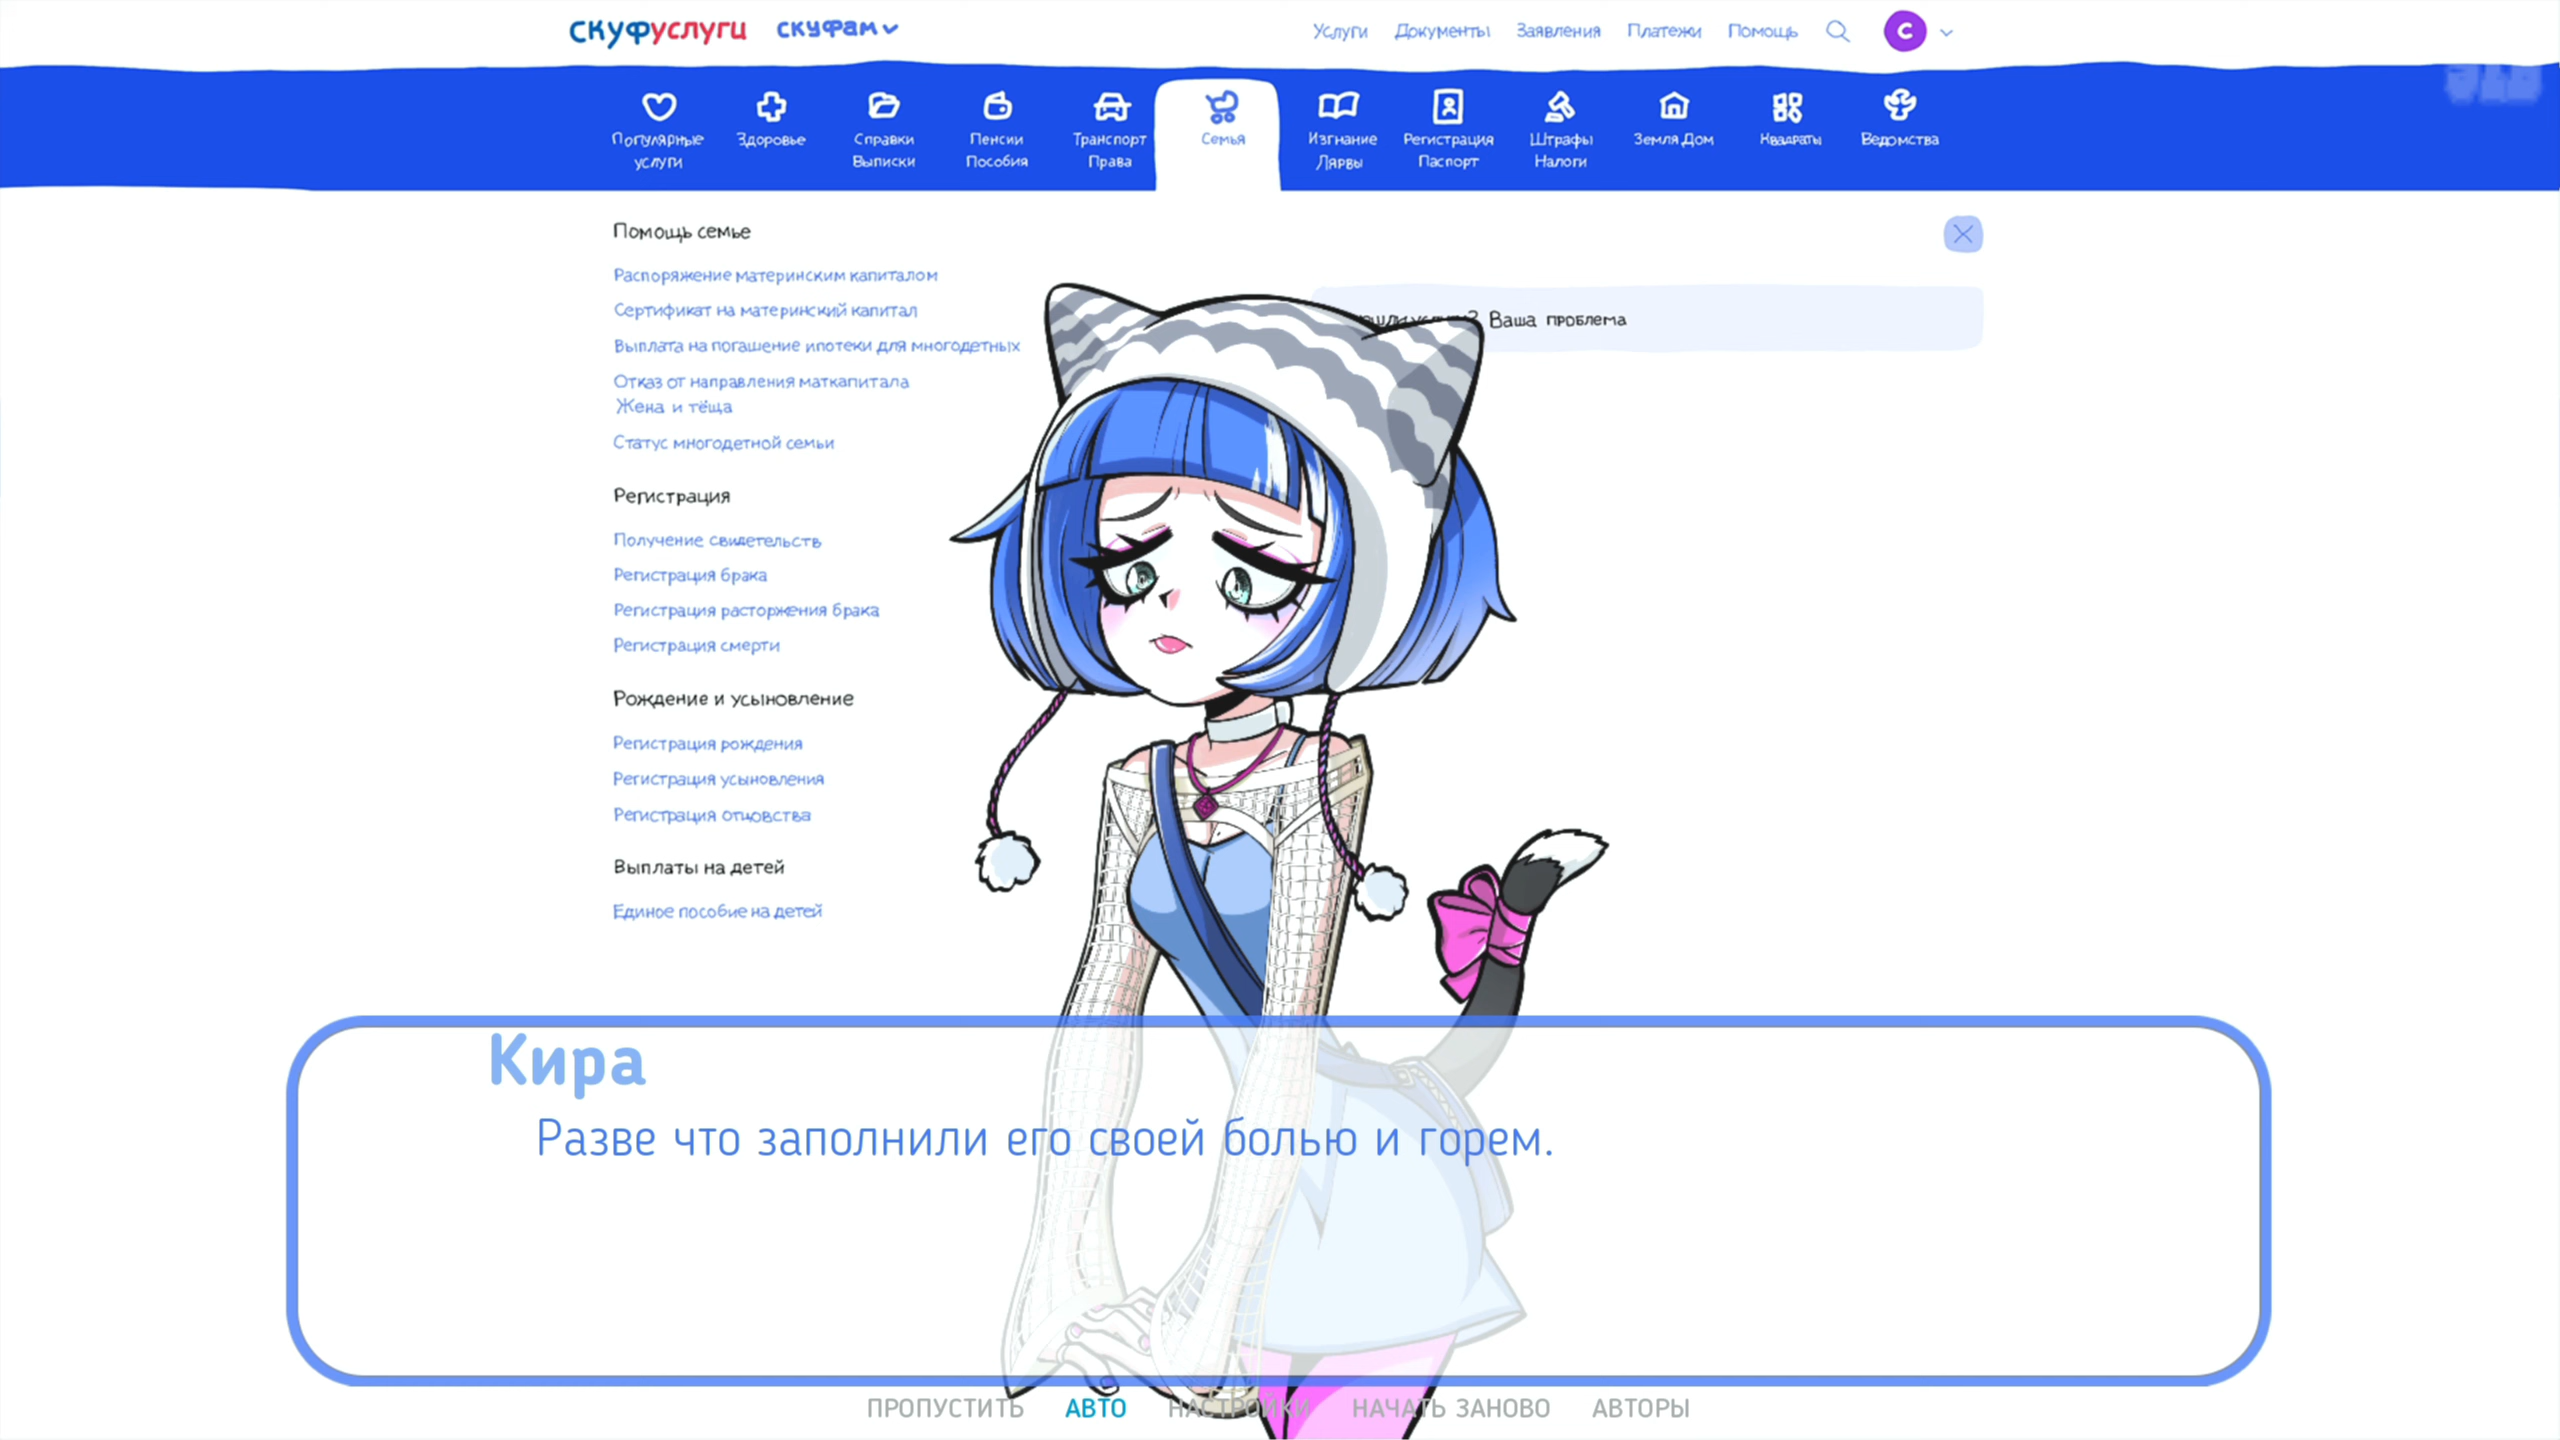 скуфуслуги скуфам
Услуги Документы Заявления Платежи Помощь С
Популярные услуги
Здоровье
Справки Выписки
Пенсии Пособия
Транспорт Права
Семья
Изгнание Лярвы
Регистрация Паспорт
Штрафы Налоги
Земля Дом
Квадраты
Ведомства
Помощь семье
Распоряжение материнским капиталом
Сертификат на материнский капитал
Выплата на погашение ипотеки для многодетных
Отказ от направления маткапитала
Жена и тёща
Статус многодетной семьи
Ваша проблема
Регистрация
Получение свидетельств
Регистрация брака
Регистрация расторжения брака
Регистрация смерти
Рождение и усыновление
Регистрация рождения
Регистрация усыновления
Регистрация отцовства
Выплаты на детей
Единое пособие на детей
Кира
Разве что заполнили его своей болью и горем.
ПРОПУСТИТЬ АВТО НАСТРОЙКИ НАЧАТЬ ЗАНОВО АВТОРЫ